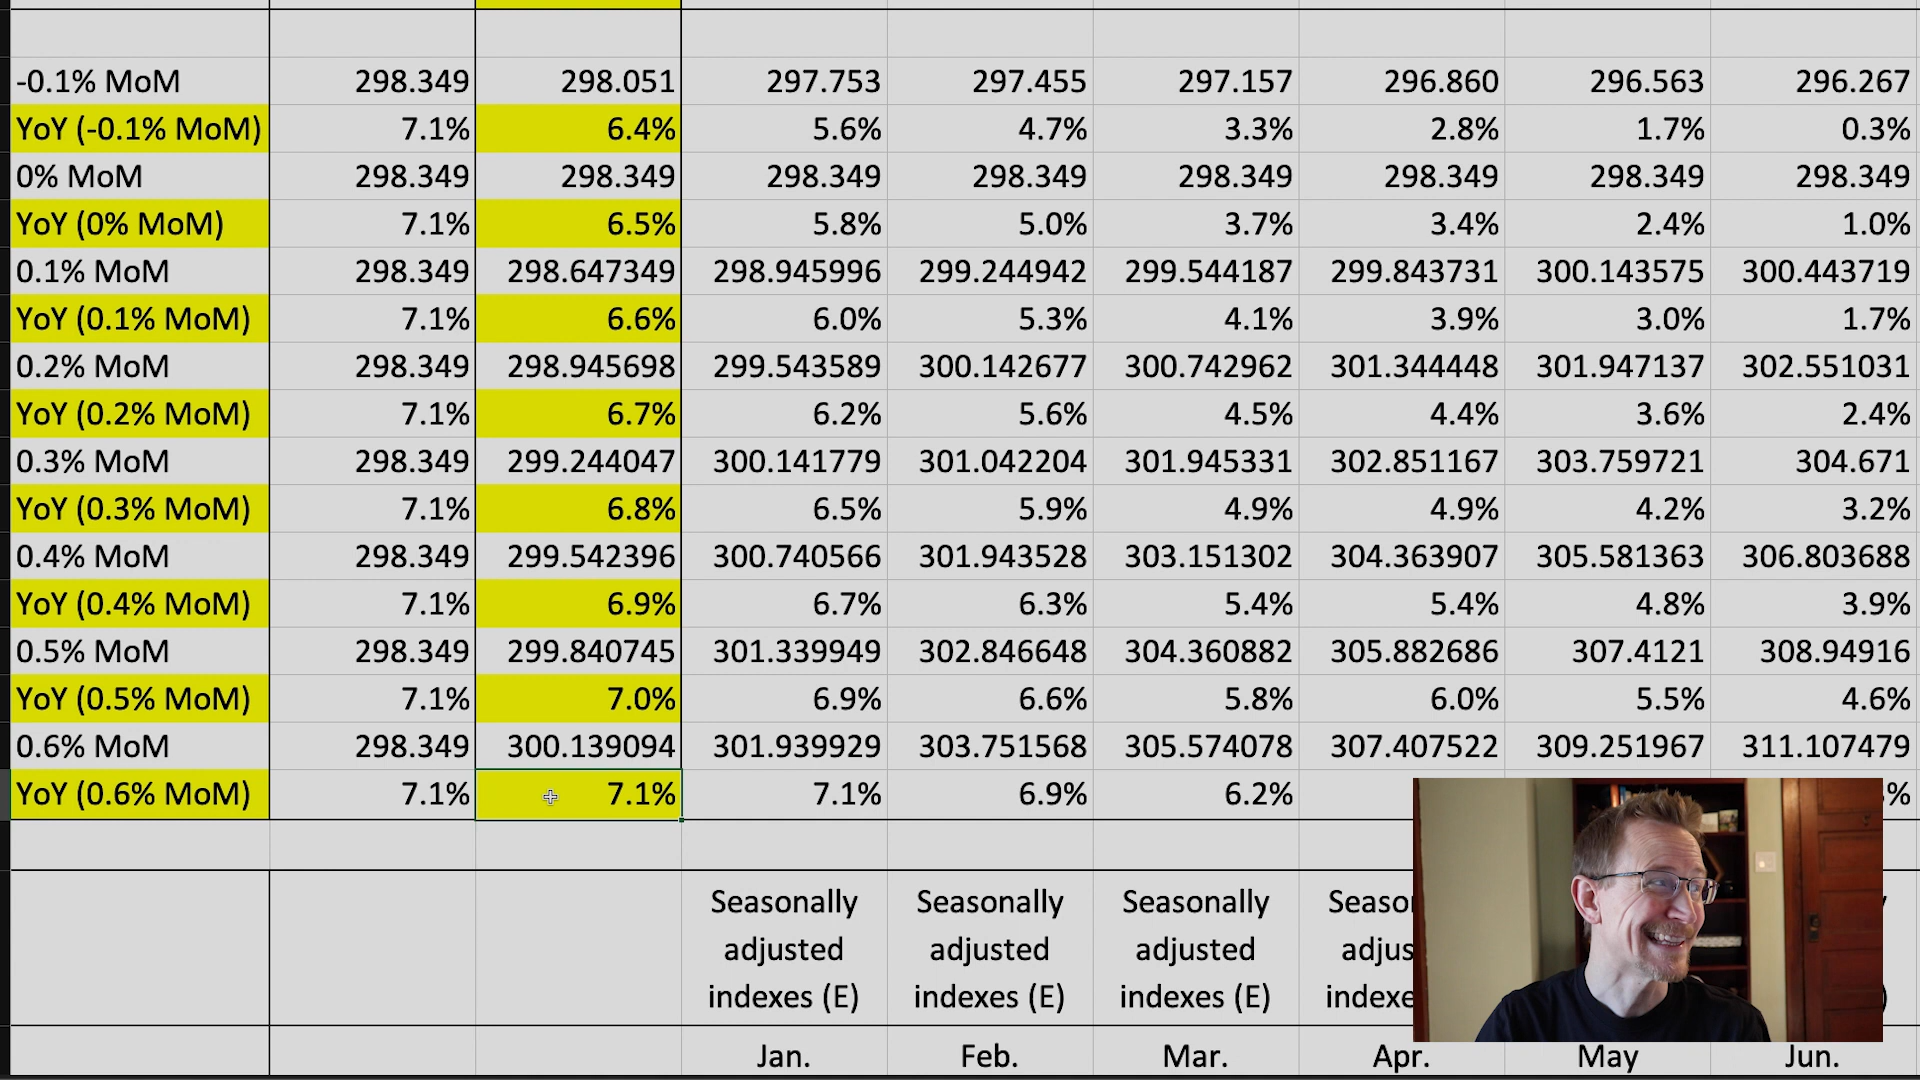 -0.1% MoM 298.349 298.051 297.753 297.455 297.157 296.860 296.563 296.267
YoY (-0.1% MoM) 7.1% 6.4% 5.6% 4.7% 3.3% 2.8% 1.7% 0.3%
0% MoM 298.349 298.349 298.349 298.349 298.349 298.349 298.349 298.349
YoY (0% MoM) 7.1% 6.5% 5.8% 5.0% 3.7% 3.4% 2.4% 1.0%
0.1% MoM 298.349 298.647349 298.945996 299.244942 299.544187 299.843731 300.143575 300.443719
YoY (0.1% MoM) 7.1% 6.6% 6.0% 5.3% 4.1% 3.9% 3.0% 1.7%
0.2% MoM 298.349 298.945698 299.543589 300.142677 300.742962 301.344448 301.947137 302.551031
YoY (0.2% MoM) 7.1% 6.7% 6.2% 5.6% 4.5% 4.4% 3.6% 2.4%
0.3% MoM 298.349 299.244047 300.141779 301.042204 301.945331 302.851167 303.759721 304.671
YoY (0.3% MoM) 7.1% 6.8% 6.5% 5.9% 4.9% 4.9% 4.2% 3.2%
0.4% MoM 298.349 299.542396 300.740566 301.943528 303.151302 304.363907 305.581363 306.803688
YoY (0.4% MoM) 7.1% 6.9% 6.7% 6.3% 5.4% 5.4% 4.8% 3.9%
0.5% MoM 298.349 299.840745 301.339949 302.846648 304.360882 305.882686 307.4121 308.94916
YoY (0.5% MoM) 7.1% 7.0% 6.9% 6.6% 5.8% 6.0% 5.5% 4.6%
0.6% MoM 298.349 300.139094 301.939929 303.751568 305.574078 307.407522 309.251967 311.107479
YoY (0.6% MoM) 7.1% 7.1% 7.1% 6.9% 6.2% %
Seasonally Seasonally Seasonally Seaso
adjusted adjusted adjusted adjus
indexes (E) indexes (E) indexes (E) indexe
Jan. Feb. Mar. Apr. May Jun.